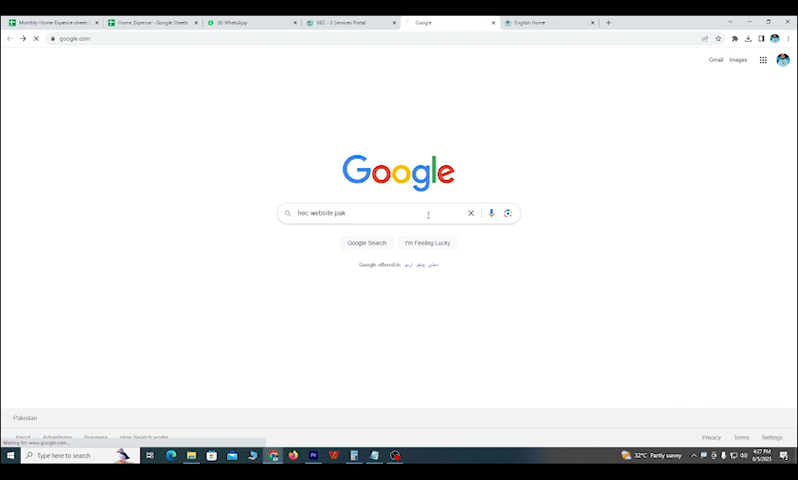 Monthly-Home-Expence-sheet-
Home_Expense - Google Sheets
(8) WhatsApp
HEC - E Services Portal
Google
English Home
google.com
Gmail Images
Google
hec website pak
Google Search I'm Feeling Lucky
Google offered in: اردو پښتو سنڌي
Pakistan
About Advertising Business How Search works
Privacy Terms Settings
Waiting for www.google.com...
Type here to search
32°C Partly sunny
4:27 PM
6/5/2023